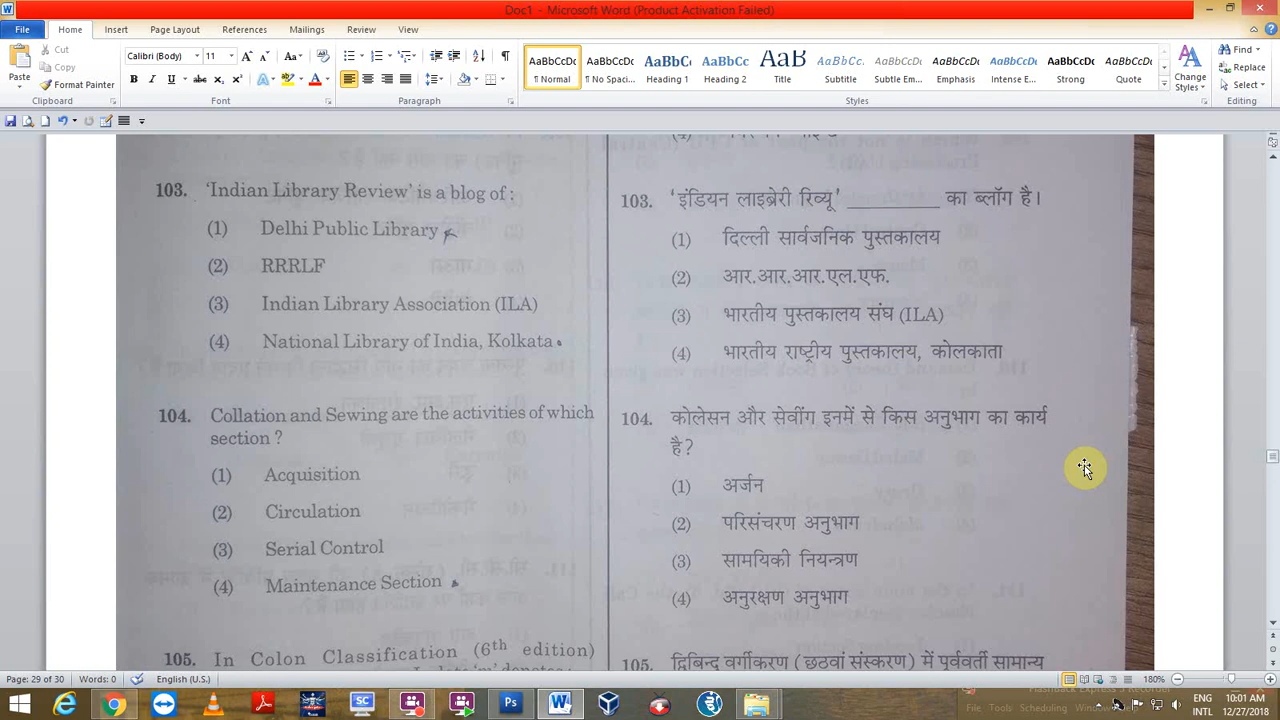 Doc1 - Microsoft Word (Product Activation Failed)
File Home Insert Page Layout References Mailings Review View
Paste
Cut
Copy
Format Painter
Clipboard
Calibri (Body) 11
Font
Paragraph
AaBbCcDc AaBbCcDc AaBbC AaBbCc AaB AaBbCc. AaBbCcDc AaBbCcDc AaBbCcDc AaBbCcDc AaBbCcDc
¶ Normal ¶ No Spaci... Heading 1 Heading 2 Title Subtitle Subtle Em... Emphasis Intense E... Strong Quote
Styles
Change
Styles
Find
Replace
Select
Editing
103. 'Indian Library Review' is a blog of :
(1) Delhi Public Library
(2) RRRLF
(3) Indian Library Association (ILA)
(4) National Library of India, Kolkata
104. Collation and Sewing are the activities of which
section ?
(1) Acquisition
(2) Circulation
(3) Serial Control
(4) Maintenance Section
105. In Colon Classification (6th edition)
103. 'इंडियन लाइब्रेरी रिव्यू' __________ का ब्लॉग है।
(1) दिल्ली सार्वजनिक पुस्तकालय
(2) आर.आर.आर.एल.एफ.
(3) भारतीय पुस्तकालय संघ (ILA)
(4) भारतीय राष्ट्रीय पुस्तकालय, कोलकाता
104. कोलेसन और सेवींग इनमें से किस अनुभाग का कार्य
है?
(1) अर्जन
(2) परिसंचरण अनुभाग
(3) सामयिकी नियन्त्रण
(4) अनुरक्षण अनुभाग
105. द्विबिन्दु वर्गीकरण (छठवां संस्करण) में पूर्ववर्ती सामान्य
Page: 29 of 30 Words: 0 English (U.S.) 180%
ENG 10:01 AM
INTL 12/27/2018